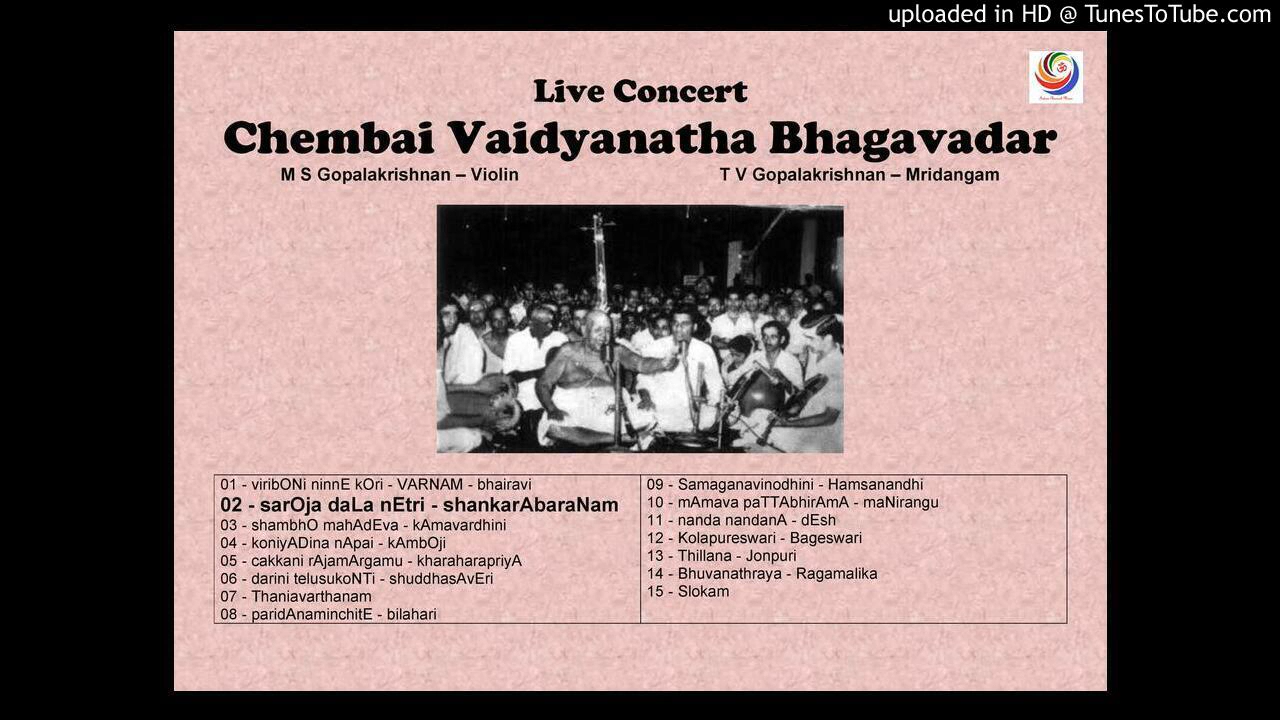 uploaded in HD @ TunesToTube.com
Live Concert
Chembai Vaidyanatha Bhagavadar
M S Gopalakrishnan – Violin
T V Gopalakrishnan – Mridangam
01 - viribONi ninnE kOri - VARNAM - bhairavi
02 - sarOja daLa nEtri - shankarAbaraNam
03 - shambhO mahAdEva - kAmavardhini
04 - koniyADina nApai - kAmbOji
05 - cakkani rAjamArgamu - kharaharapriyA
06 - darini telusukoNTi - shuddhasAvEri
07 - Thaniavarthanam
08 - paridAnaminchitE - bilahari
09 - Samaganavinodhini - Hamsanandhi
10 - mAmava paTTAbhirAmA - maNirangu
11 - nanda nandanA - dEsh
12 - Kolapureswari - Bageswari
13 - Thillana - Jonpuri
14 - Bhuvanathraya - Ragamalika
15 - Slokam